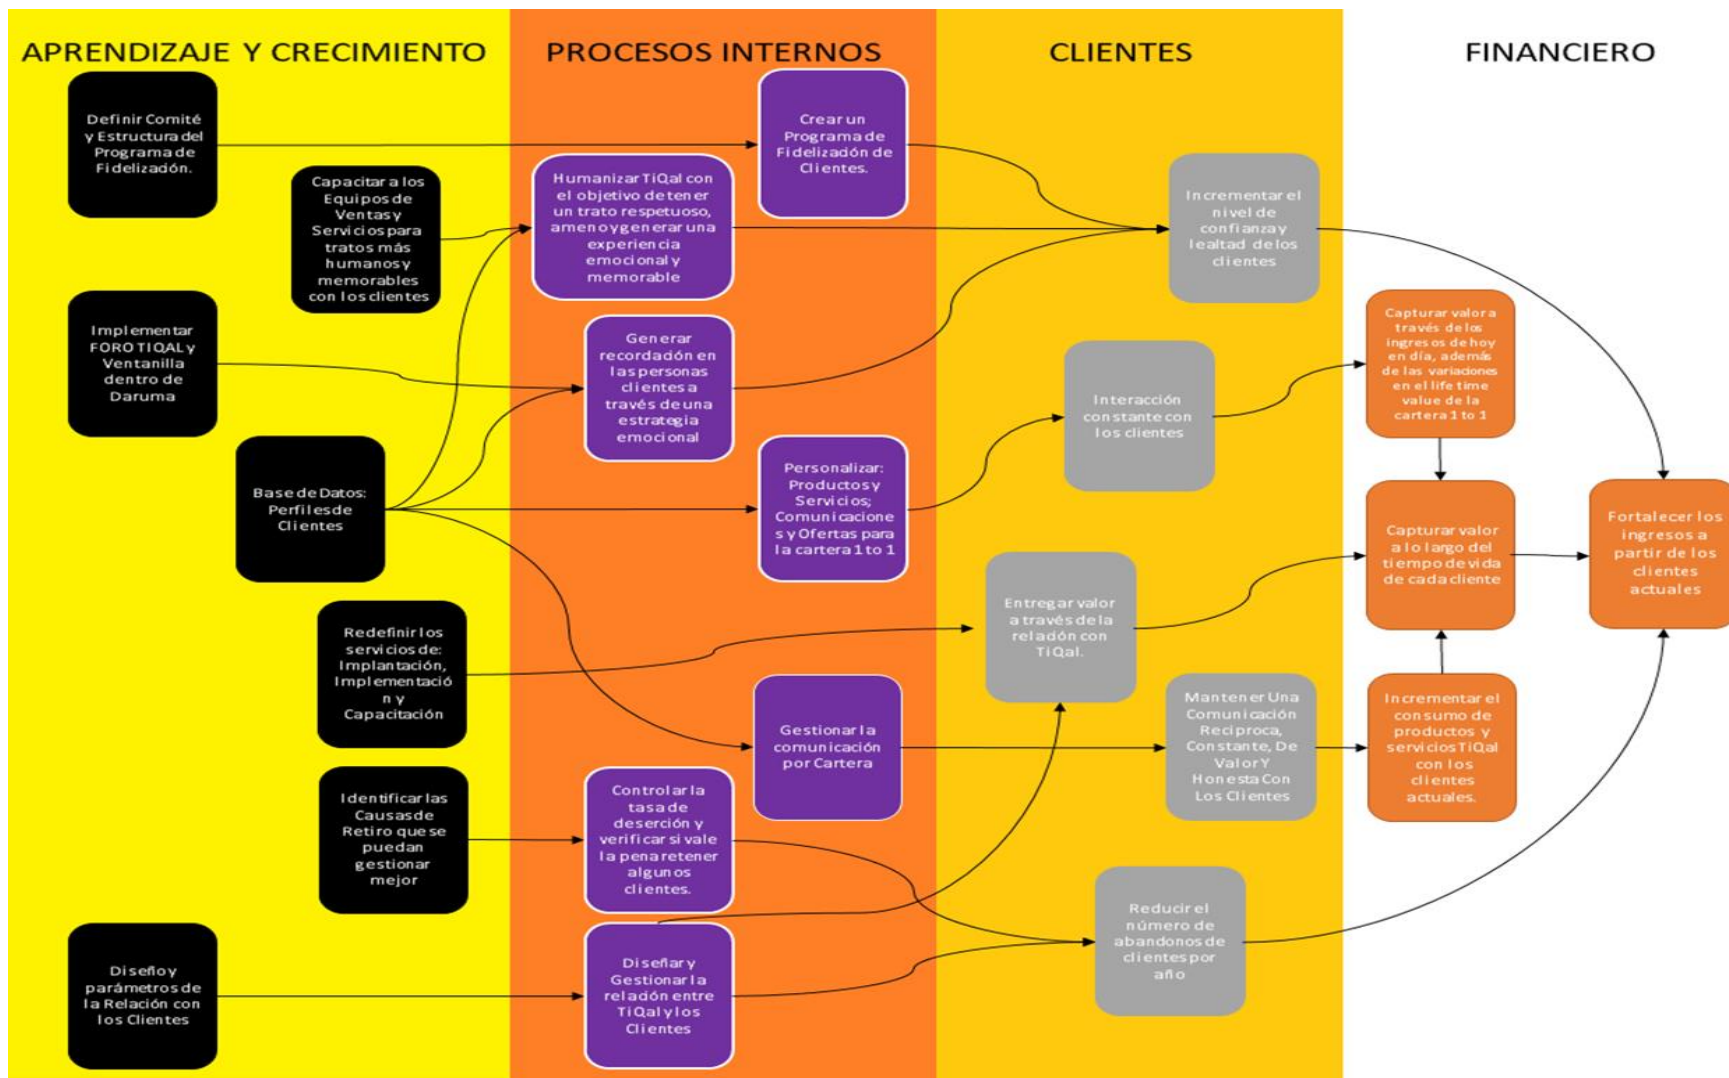 APRENDIZAJE Y CRECIMIENTO
PROCESOS INTERNOS
CLIENTES
FINANCIERO
Definir Comité
y Estructura del
Programa de
Fidelización.
Capacitar a los
Equipos de
Ventas y
Servicios para
tratos más
humanos y
memorables
con los clientes
Implementar
FORO TIQAL y
Ventanilla
dentro de
Daruma
Base de Datos:
Perfiles de
Clientes
Redefinir los
servicios de:
Implantación,
Implementació
n y
Capacitación
Identificar las
Causas de
Retiro que se
puedan
gestionar
mejor
Diseño y
parámetros de
la Relación con
los Clientes
Crear un
Programa de
Fidelización de
Clientes.
Humanizar TiQal con
el objetivo de tener
un trato respetuoso,
ameno y generar una
experiencia
emocional y
memorable
Generar
recordación en
las personas
clientes a
través de una
estrategia
emocional
Personalizar:
Productos y
Servicios;
Comunicacione
s y Ofertas para
la cartera 1 to 1
Gestionar la
comunicación
por Cartera
Controlar la
tasa de
deserción y
verificar si vale
la pena retener
algunos
clientes.
Diseñar y
Gestionar la
relación entre
TiQal y los
Clientes
Incrementar el
nivel de
confianza y
lealtad de los
clientes
Interacción
constante con
los clientes
Entregar valor
a través de la
relación con
TiQal.
Mantener Una
Comunicación
Reciproca,
Constante, De
Valor Y
Honesta Con
Los Clientes
Reducir el
número de
abandonos de
clientes por
año
Capturar valor a
través de los
ingresos de hoy
en día, además
de las variaciones
en el life time
value de la
cartera 1 to 1
Capturar valor
a lo largo del
tiempo de vida
de cada cliente
Incrementar el
consumo de
productos y
servicios TiQal
con los
clientes
actuales.
Fortalecer los
ingresos a
partir de los
clientes
actuales